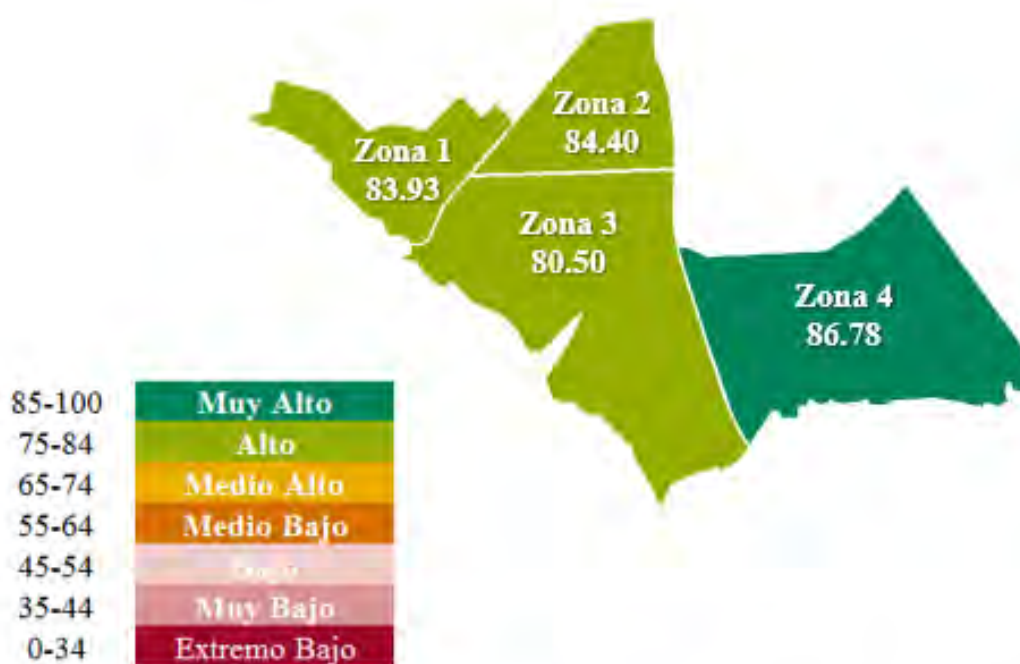 Zona 2
84.40
Zona 1
83.93
Zona 3
80.50
Zona 4
86.78
85-100 Muy Alto
75-84 Alto
65-74 Medio Alto
55-64 Medio Bajo
45-54
35-44 Muy Bajo
0-34 Extremo Bajo